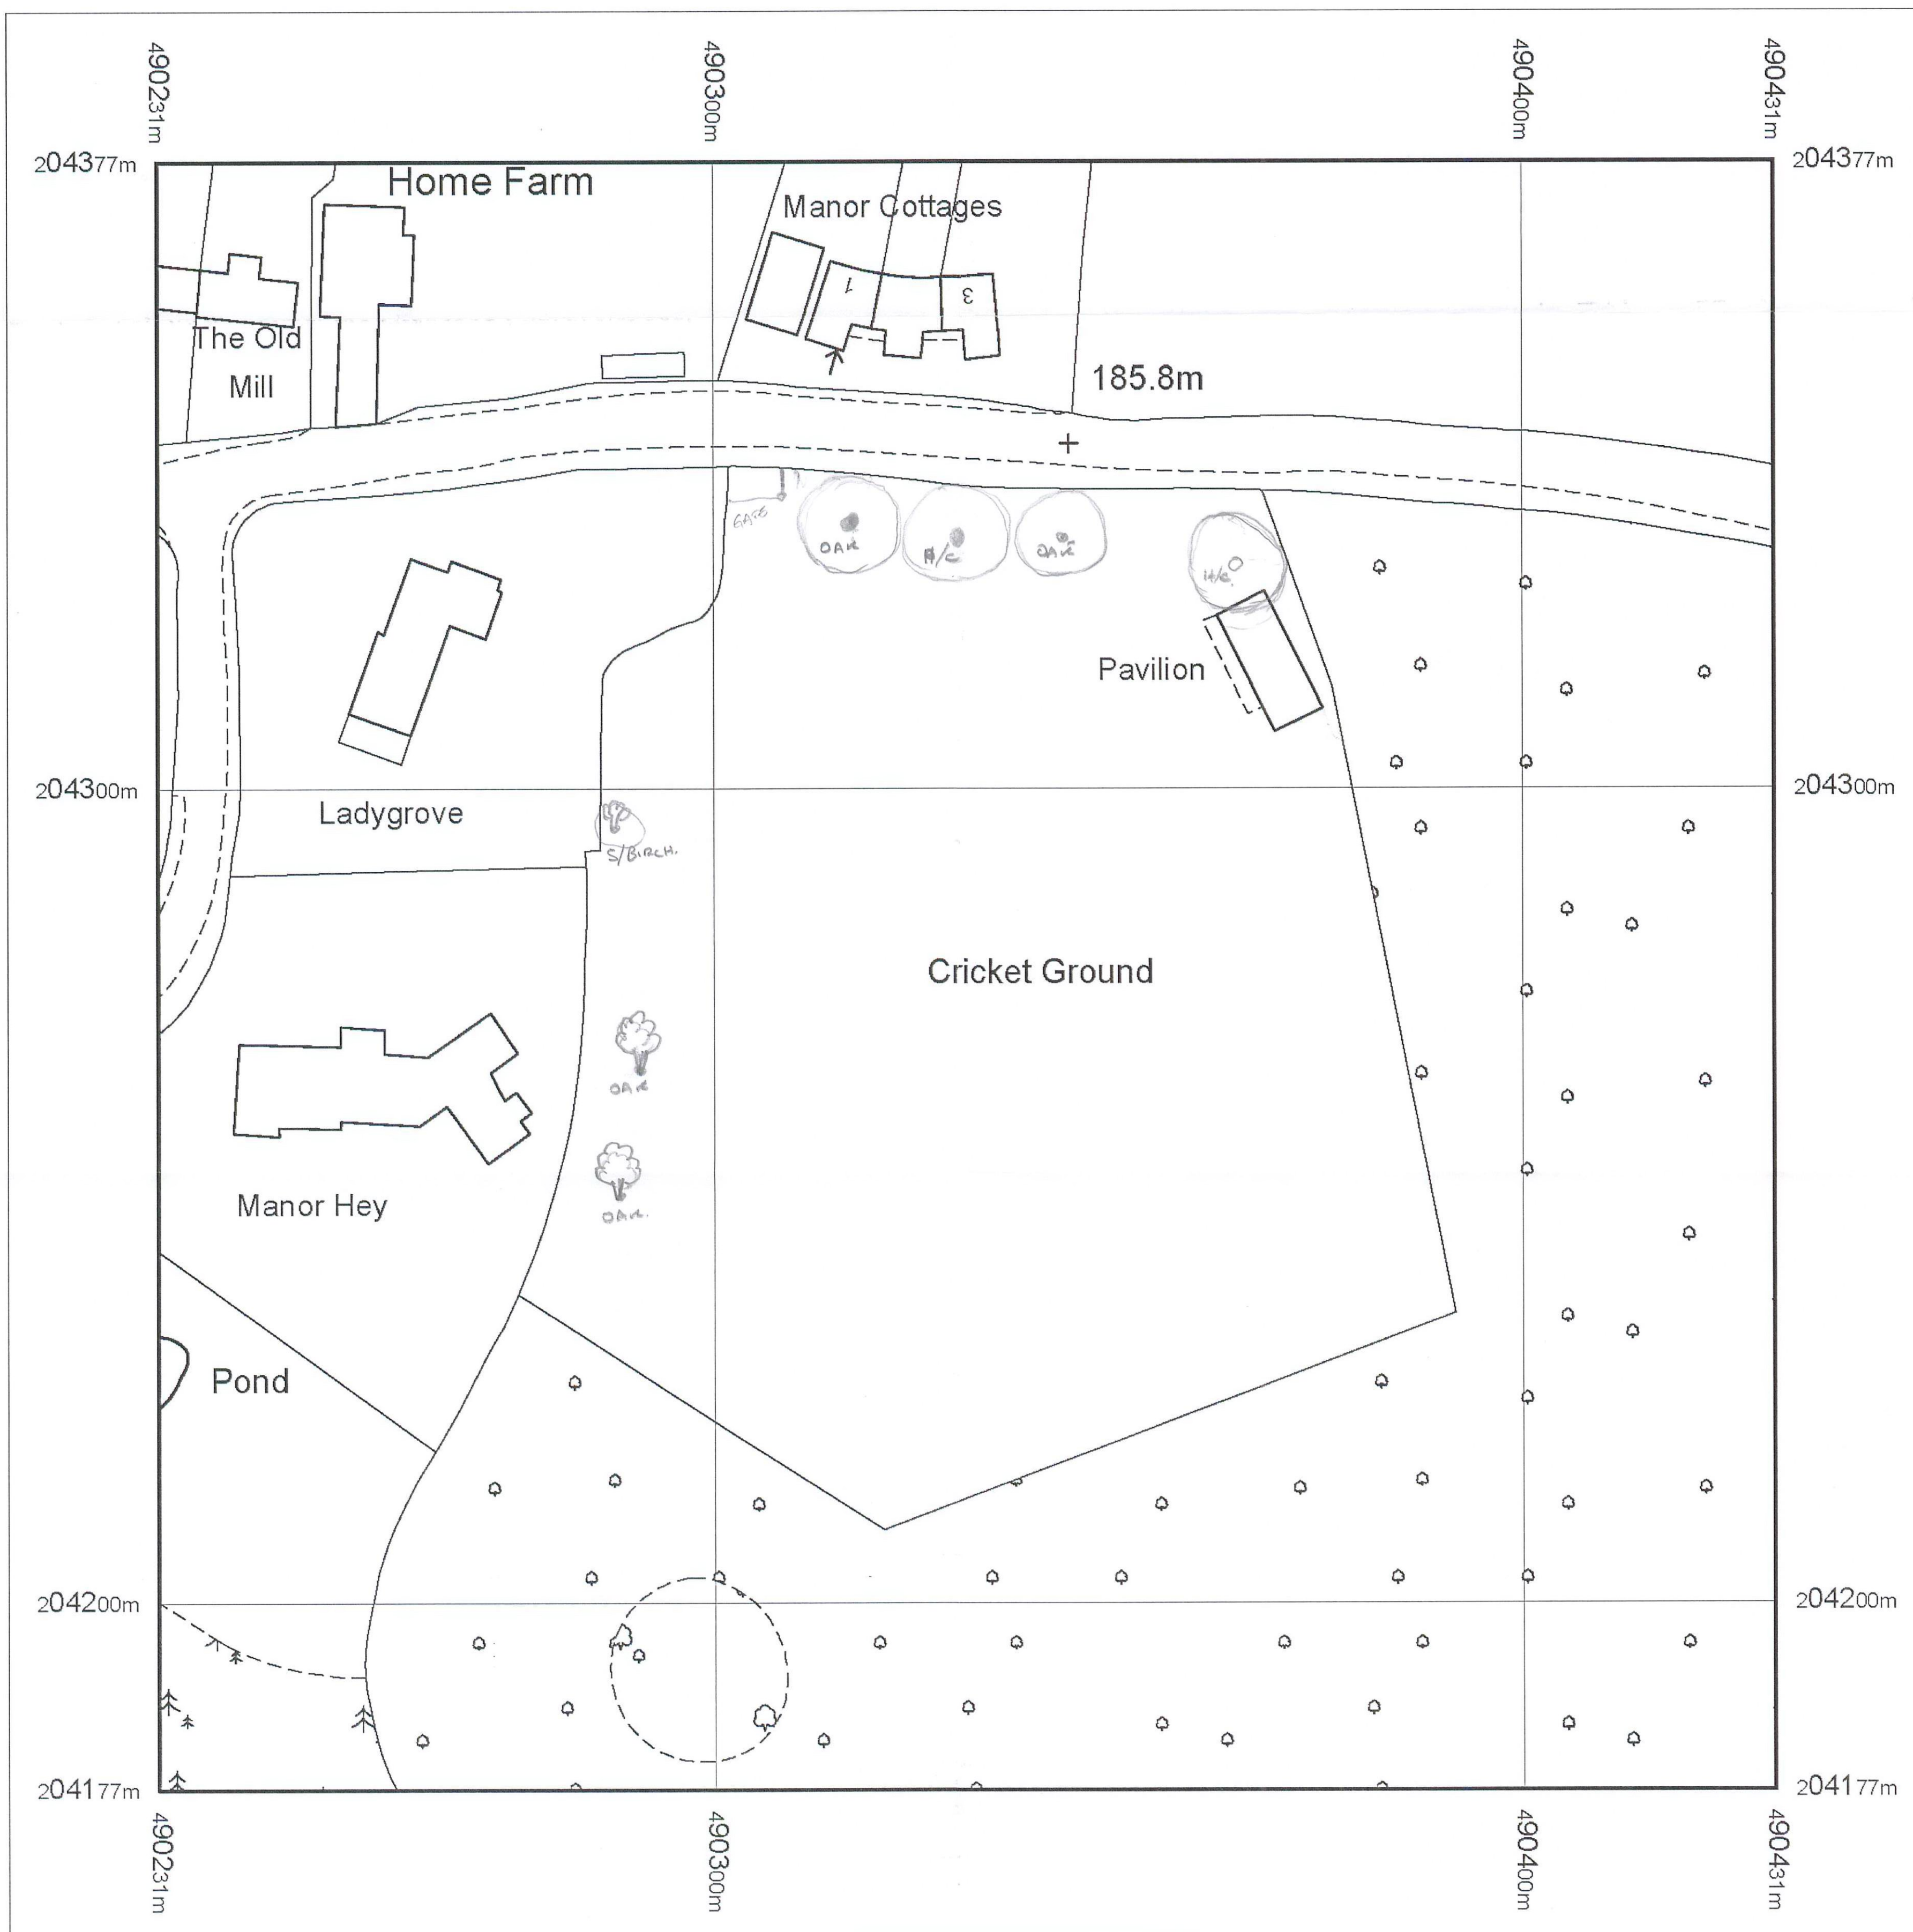 490231m
490300m
490400m
490431m
204377m
204377m
Home Farm
Manor Cottages
1
3
The Old
Mill
185.8m
GATE
OAK
H/C
OAK
H/C
Pavilion
204300m
204300m
Ladygrove
S/BIRCH.
Cricket Ground
OAK
Manor Hey
OAK.
Pond
204200m
204200m
204177m
204177m
490231m
490300m
490400m
490431m